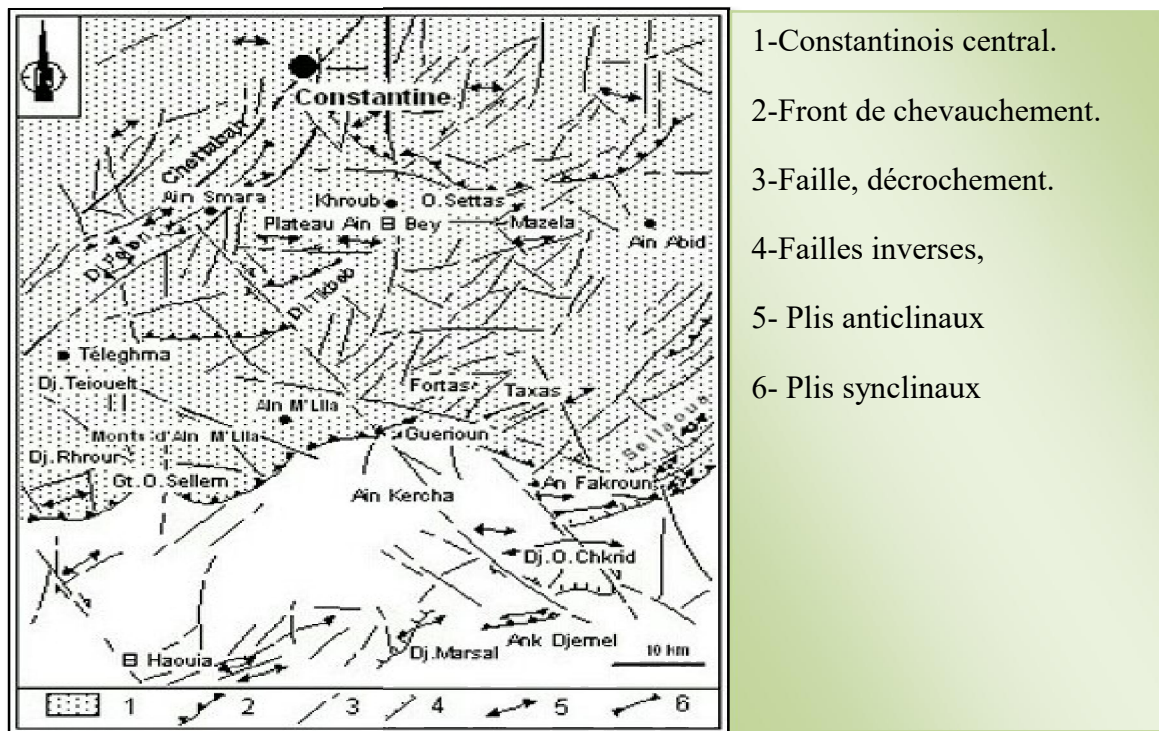 Constantine
Chettabah
Ain Smara
Khroub
O.Settas
Plateau Ain El Bey
Mazela
Ain Abid
Téleghma
Dj.Teiouelt
Fortas
Taxas
Ain M'Lila
Guerioun
Monts d'Ain M'Lila
Sellaoua
Dj.Rhrour
Gt.O.Sellem
Ain Kercha
An Fakroun
Dj.O.Chkrid
El Haouia
Dj.Marsal
Ank Djemel
10 km
1 2 3 4 5 6
1-Constantinois central.
2-Front de chevauchement.
3-Faille, décrochement.
4-Failles inverses,
5- Plis anticlinaux
6- Plis synclinaux